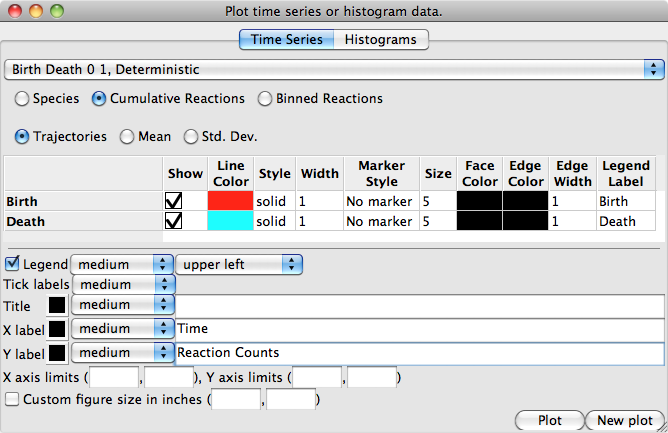 Plot time series or histogram data.
Time Series Histograms
Birth Death 0 1, Deterministic
Species Cumulative Reactions Binned Reactions
Trajectories Mean Std. Dev.
Show Line Color Style Width Marker Style Size Face Color Edge Color Edge Width Legend Label
Birth solid 1 No marker 5 1 Birth
Death solid 1 No marker 5 1 Death
Legend medium upper left
Tick labels medium
Title medium
X label medium Time
Y label medium Reaction Counts
X axis limits ( , ), Y axis limits ( , )
Custom figure size in inches ( , )
Plot New plot